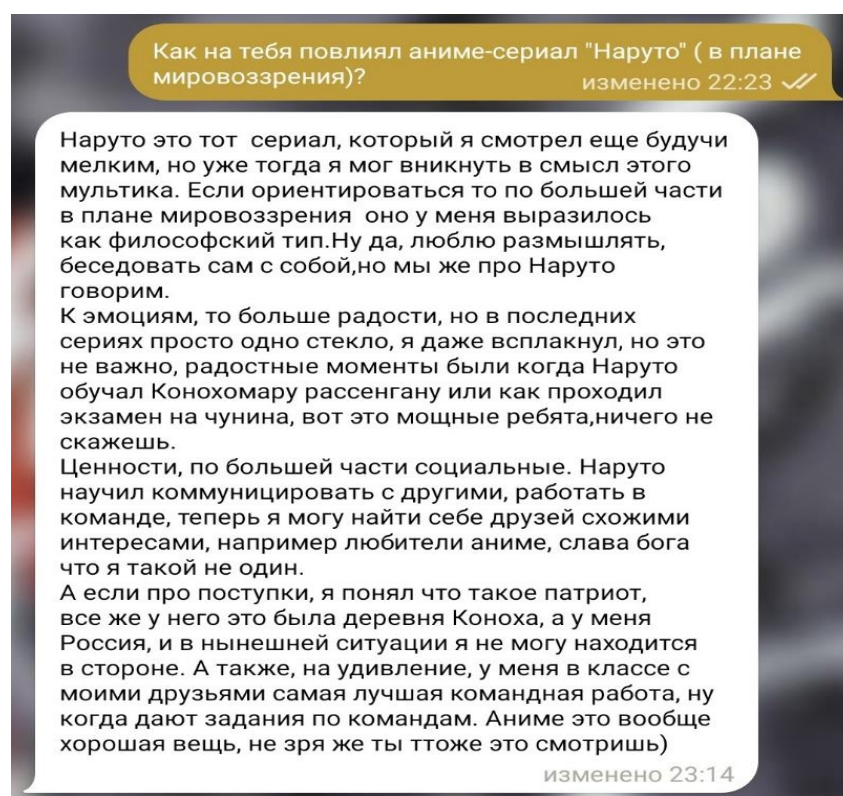 Как на тебя повлиял аниме-сериал "Наруто" ( в плане
мировоззрения)?
изменено 22:23
Наруто это тот  сериал, который я смотрел еще будучи
мелким, но уже тогда я мог вникнуть в смысл этого
мультика. Если ориентироваться то по большей части
в плане мировоззрения  оно у меня выразилось
как философский тип.Ну да, люблю размышлять,
беседовать сам с собой,но мы же про Наруто
говорим.
К эмоциям, то больше радости, но в последних
сериях просто одно стекло, я даже всплакнул, но это
не важно, радостные моменты были когда Наруто
обучал Конохомару рассенгану или как проходил
экзамен на чунина, вот это мощные ребята,ничего не
скажешь.
Ценности, по большей части социальные. Наруто
научил коммуницировать с другими, работать в
команде, теперь я могу найти себе друзей схожими
интересами, например любители аниме, слава бога
что я такой не один.
А если про поступки, я понял что такое патриот,
все же у него это была деревня Коноха, а у меня
Россия, и в нынешней ситуации я не могу находится
в стороне. А также, на удивление, у меня в классе с
моими друзьями самая лучшая командная работа, ну
когда дают задания по командам. Аниме это вообще
хорошая вещь, не зря же ты ттоже это смотришь)
изменено 23:14